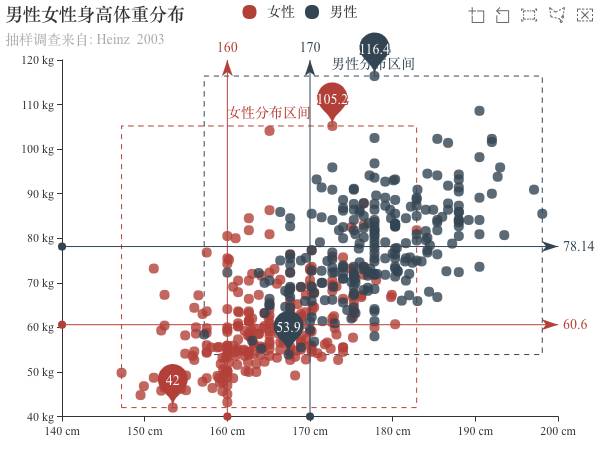 男性女性身高体重分布
女性 男性
抽样调查来自: Heinz  2003
160
170
116.4
男性分布区间
105.2
女性分布区间
120 kg
110 kg
100 kg
90 kg
80 kg
70 kg
60 kg
50 kg
40 kg
78.14
60.6
53.9
42
140 cm
150 cm
160 cm
170 cm
180 cm
190 cm
200 cm